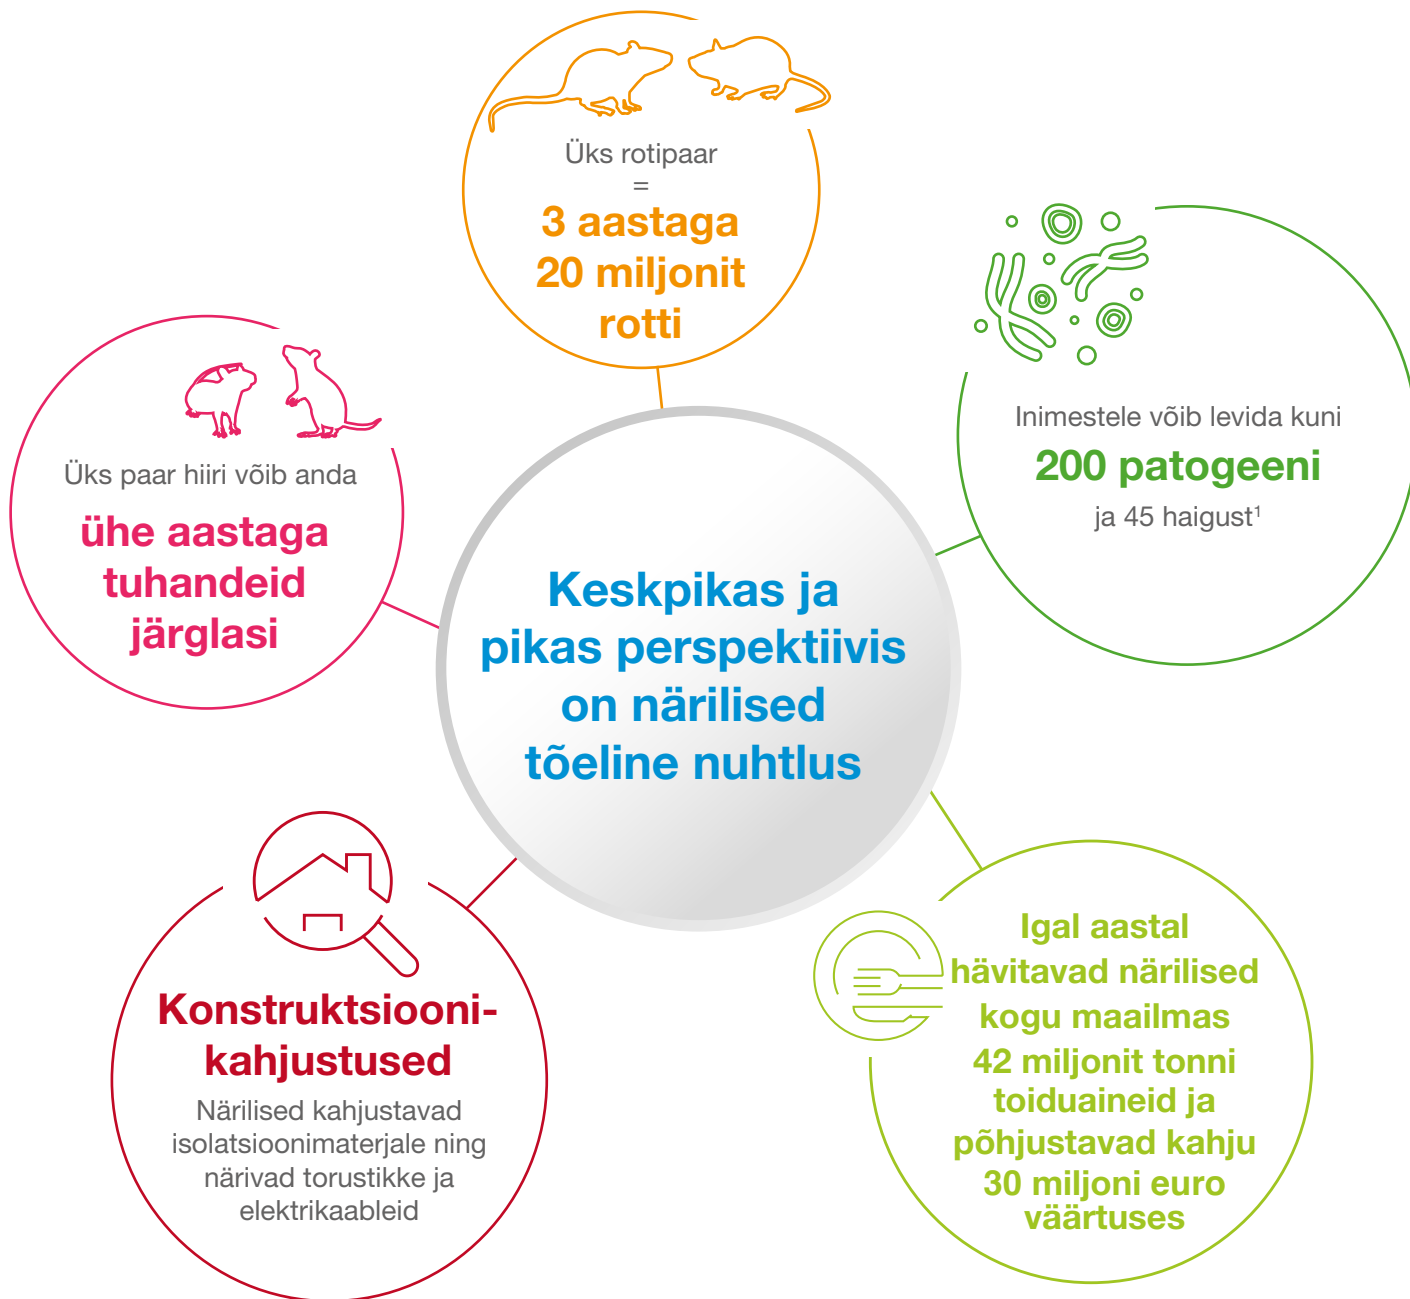 Üks rotipaar
=
3 aastaga
20 miljonit
rotti
Inimestele võib levida kuni
200 patogeeni
ja 45 haigust¹
Üks paar hiiri võib anda
ühe aastaga
tuhandeid
järglasi
Keskpikas ja
pikas perspektiivis
on närilised
tõeline nuhtlus
Konstruktsiooni-
kahjustused
Närilised kahjustavad
isolatsioonimaterjale ning
närivad torustikke ja
elektrikaableid
Igal aastal
hävitavad närilised
kogu maailmas
42 miljonit tonni
toiduaineid ja
põhjustavad kahju
30 miljoni euro
väärtuses